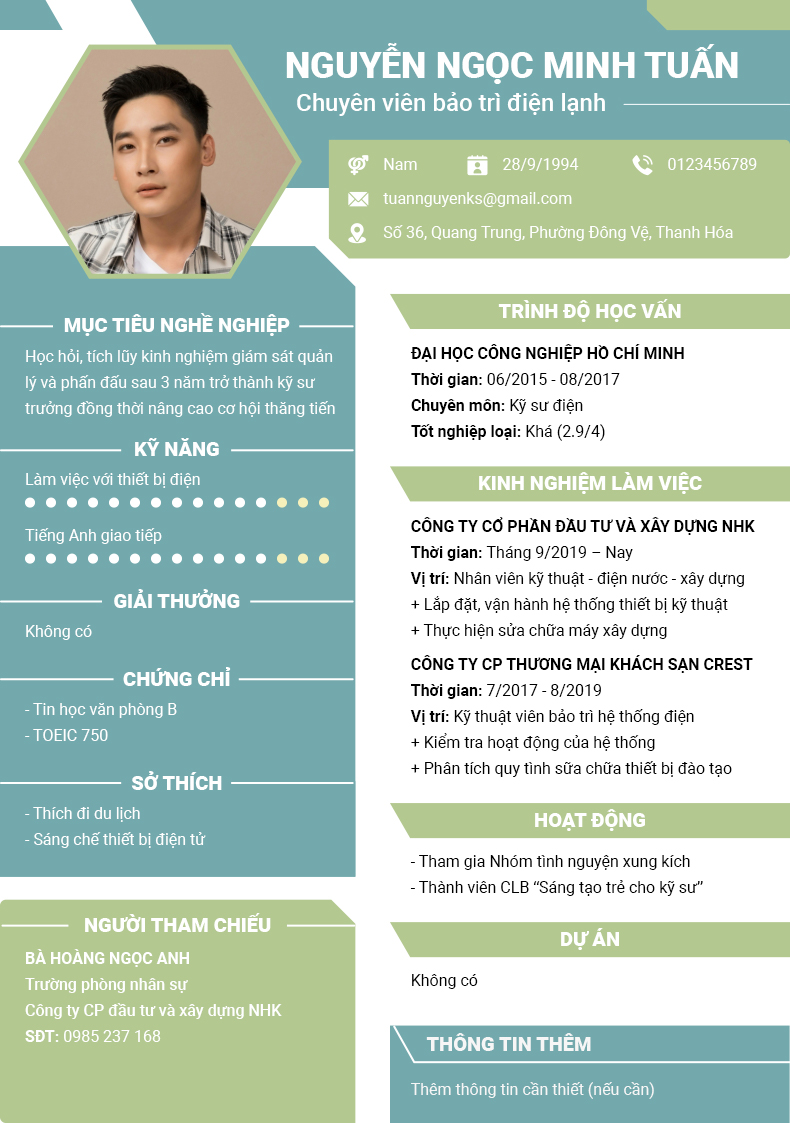 NGUYỄN NGỌC MINH TUẤN
Chuyên viên bảo trì điện lạnh
Nam
28/9/1994
0123456789
tuannguyenks@gmail.com
Số 36, Quang Trung, Phường Đông Vệ, Thanh Hóa
MỤC TIÊU NGHỀ NGHIỆP
Học hỏi, tích lũy kinh nghiệm giám sát quản
lý và phấn đấu sau 3 năm trở thành kỹ sư
trưởng đồng thời nâng cao cơ hội thăng tiến
KỸ NĂNG
Làm việc với thiết bị điện
Tiếng Anh giao tiếp
GIẢI THƯỞNG
Không có
CHỨNG CHỈ
- Tin học văn phòng B
- TOEIC 750
SỞ THÍCH
- Thích đi du lịch
- Sáng chế thiết bị điện tử
NGƯỜI THAM CHIẾU
BÀ HOÀNG NGỌC ANH
Trưởng phòng nhân sự
Công ty CP đầu tư và xây dựng NHK
SĐT: 0985 237 168
TRÌNH ĐỘ HỌC VẤN
ĐẠI HỌC CÔNG NGHIỆP HỒ CHÍ MINH
Thời gian: 06/2015 - 08/2017
Chuyên môn: Kỹ sư điện
Tốt nghiệp loại: Khá (2.9/4)
KINH NGHIỆM LÀM VIỆC
CÔNG TY CỔ PHẦN ĐẦU TƯ VÀ XÂY DỰNG NHK
Thời gian: Tháng 9/2019 – Nay
Vị trí: Nhân viên kỹ thuật - điện nước - xây dựng
+ Lắp đặt, vận hành hệ thống thiết bị kỹ thuật
+ Thực hiện sửa chữa máy xây dựng
CÔNG TY CP THƯƠNG MẠI KHÁCH SẠN CREST
Thời gian: 7/2017 - 8/2019
Vị trí: Kỹ thuật viên bảo trì hệ thống điện
+ Kiểm tra hoạt động của hệ thống
+ Phân tích quy tình sữa chữa thiết bị đào tạo
HOẠT ĐỘNG
- Tham gia Nhóm tình nguyện xung kích
- Thành viên CLB “Sáng tạo trẻ cho kỹ sư”
DỰ ÁN
Không có
THÔNG TIN THÊM
Thêm thông tin cần thiết (nếu cần)